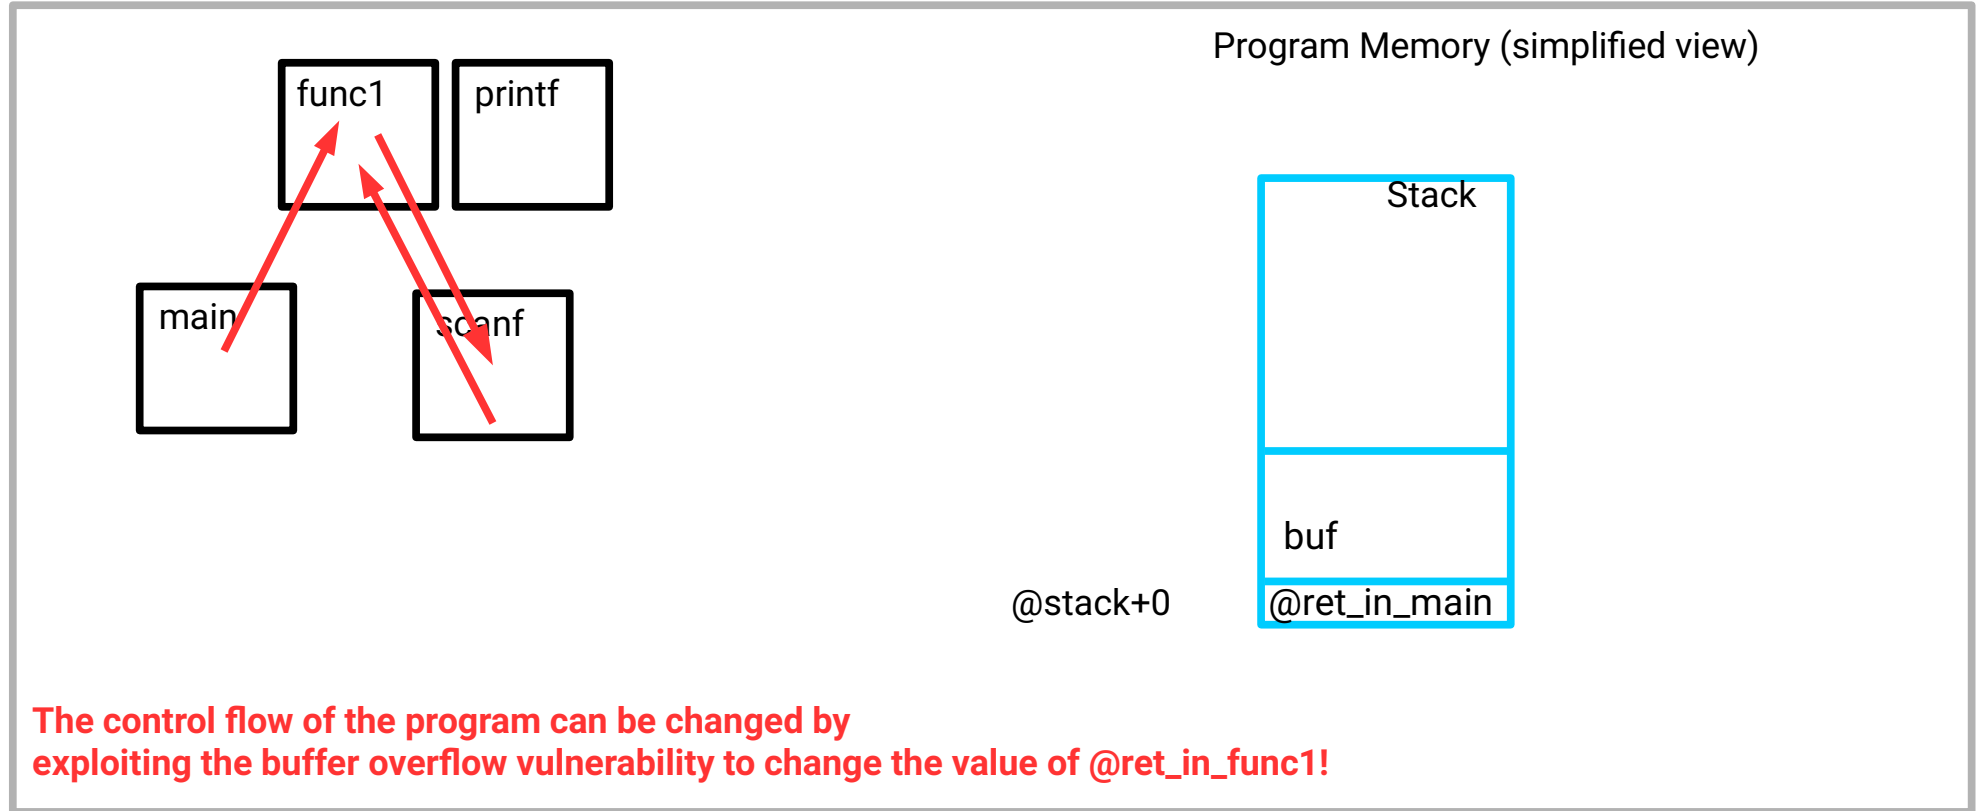 Program Memory (simplified view)
func1
printf
Stack
main
scanf
buf
@stack+0
@ret_in_main
The control flow of the program can be changed by
exploiting the buffer overflow vulnerability to change the value of @ret_in_func1!